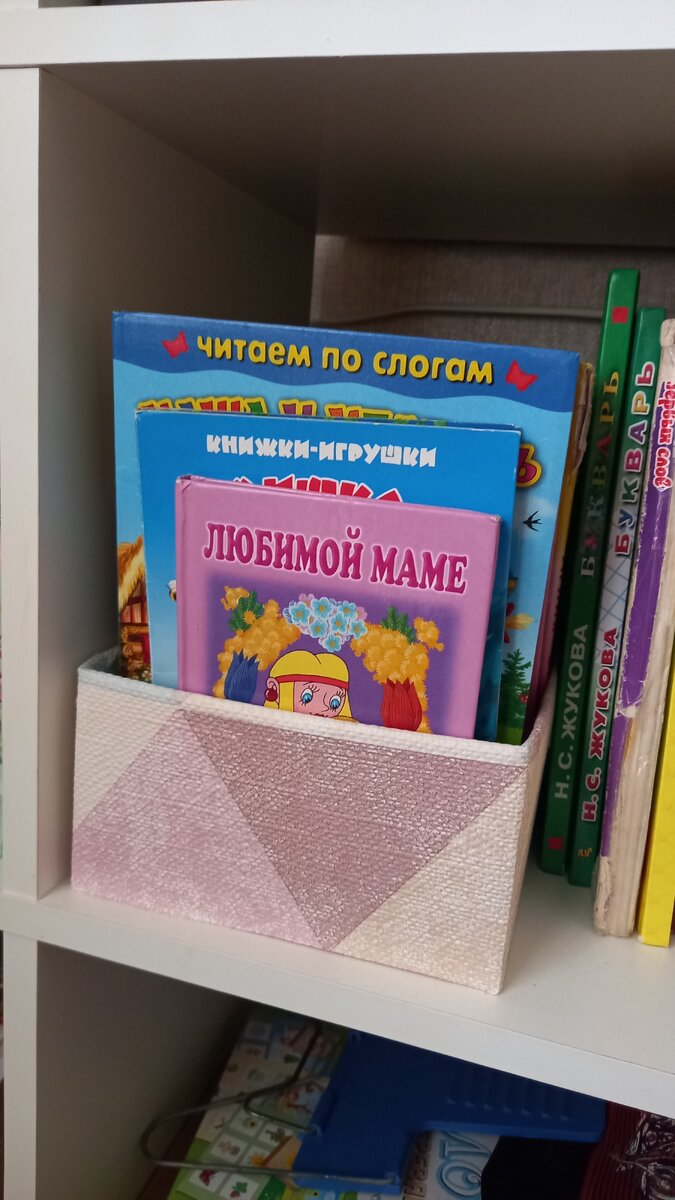 Читаем по слогам
КНИЖКИ-ИГРУШКИ
ЛЮБИМОЙ МАМЕ
Н. С. ЖУКОВА БУКВАРЬ
Н. С. ЖУКОВА БУКВАРЬ